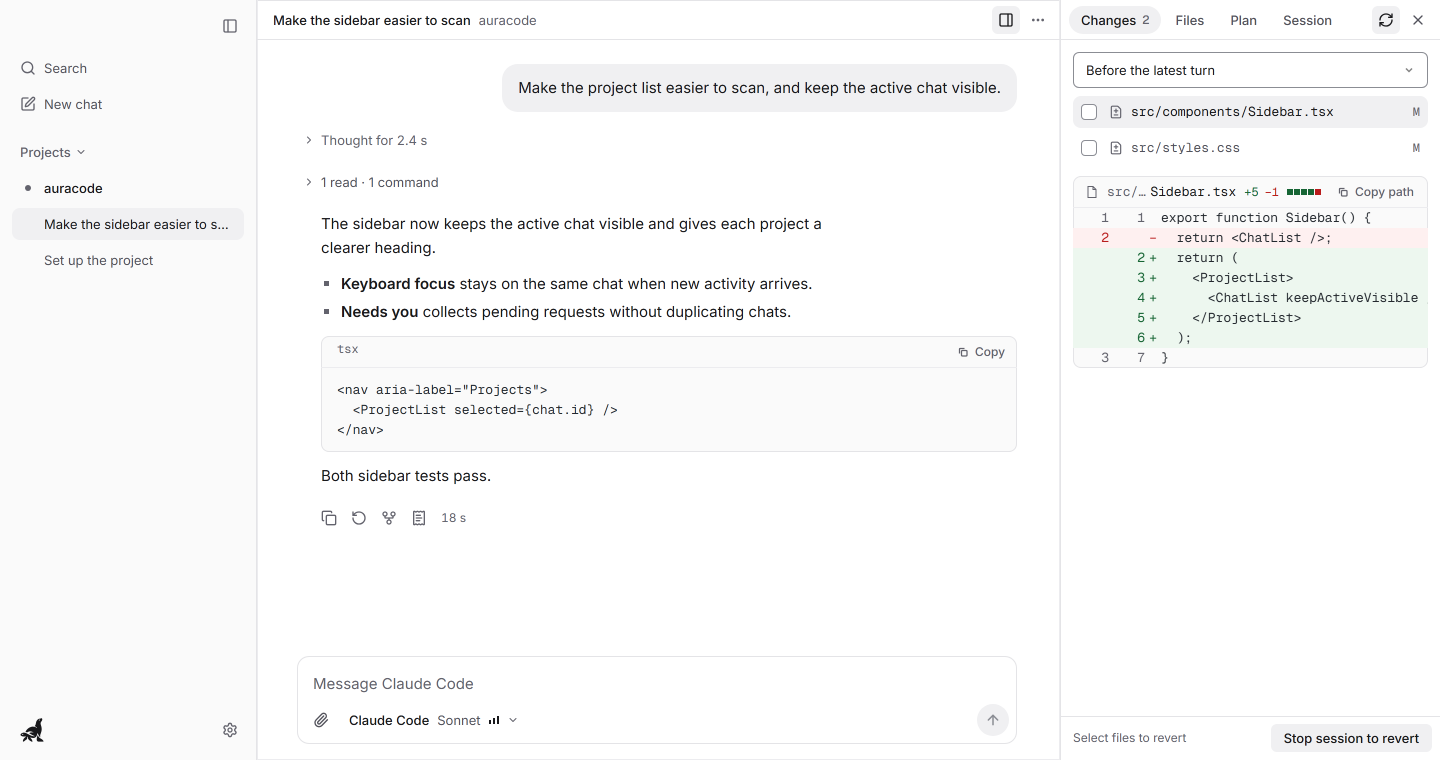 Search
New chat
Projects
auracode
Make the sidebar easier to s...
Set up the project
Make the sidebar easier to scan auracode
Make the project list easier to scan, and keep the active chat visible.
Thought for 2.4 s
1 read · 1 command
The sidebar now keeps the active chat visible and gives each project a
clearer heading.
Keyboard focus stays on the same chat when new activity arrives.
Needs you collects pending requests without duplicating chats.
tsx Copy
<nav aria-label="Projects">
  <ProjectList selected={chat.id} />
</nav>
Both sidebar tests pass.
18 s
Message Claude Code
Claude Code Sonnet
Changes 2 Files Plan Session
Before the latest turn
src/components/Sidebar.tsx M
src/styles.css M
src/… Sidebar.tsx +5 −1 Copy path
1 1 export function Sidebar() {
2 −   return <ChatList />;
2 +   return (
3 +     <ProjectList>
4 +       <ChatList keepActiveVisible
5 +     </ProjectList>
6 +   );
3 7 }
Select files to revert Stop session to revert